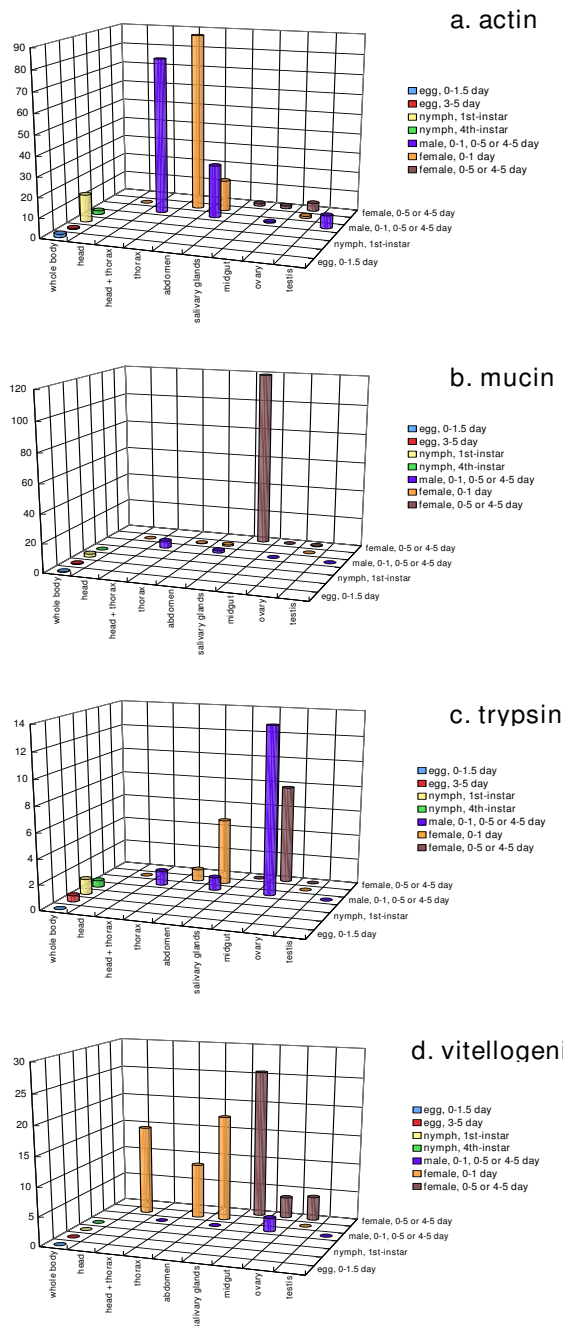 a. actin
90
80
70
60
50
40
30
20
10
0
egg, 0-1.5 day
egg, 3-5 day
nymph, 1st-instar
nymph, 4th-instar
male, 0-1, 0-5 or 4-5 day
female, 0-1 day
female, 0-5 or 4-5 day
female, 0-5 or 4-5 day
male, 0-1, 0-5 or 4-5 day
nymph, 1st-instar
egg, 0-1.5 day
whole body
head
head + thorax
thorax
abdomen
salivary glands
midgut
ovary
testis
b. mucin
120
100
80
60
40
20
0
egg, 0-1.5 day
egg, 3-5 day
nymph, 1st-instar
nymph, 4th-instar
male, 0-1, 0-5 or 4-5 day
female, 0-1 day
female, 0-5 or 4-5 day
female, 0-5 or 4-5 day
male, 0-1, 0-5 or 4-5 day
nymph, 1st-instar
egg, 0-1.5 day
whole body
head
head + thorax
thorax
abdomen
salivary glands
midgut
ovary
testis
c. trypsin
14
12
10
8
6
4
2
0
egg, 0-1.5 day
egg, 3-5 day
nymph, 1st-instar
nymph, 4th-instar
male, 0-1, 0-5 or 4-5 day
female, 0-1 day
female, 0-5 or 4-5 day
female, 0-5 or 4-5 day
male, 0-1, 0-5 or 4-5 day
nymph, 1st-instar
egg, 0-1.5 day
whole body
head
head + thorax
thorax
abdomen
salivary glands
midgut
ovary
testis
d. vitellogeni
30
25
20
15
10
5
0
egg, 0-1.5 day
egg, 3-5 day
nymph, 1st-instar
nymph, 4th-instar
male, 0-1, 0-5 or 4-5 day
female, 0-1 day
female, 0-5 or 4-5 day
female, 0-5 or 4-5 day
male, 0-1, 0-5 or 4-5 day
nymph, 1st-instar
egg, 0-1.5 day
whole body
head
head + thorax
thorax
abdomen
salivary glands
midgut
ovary
testis